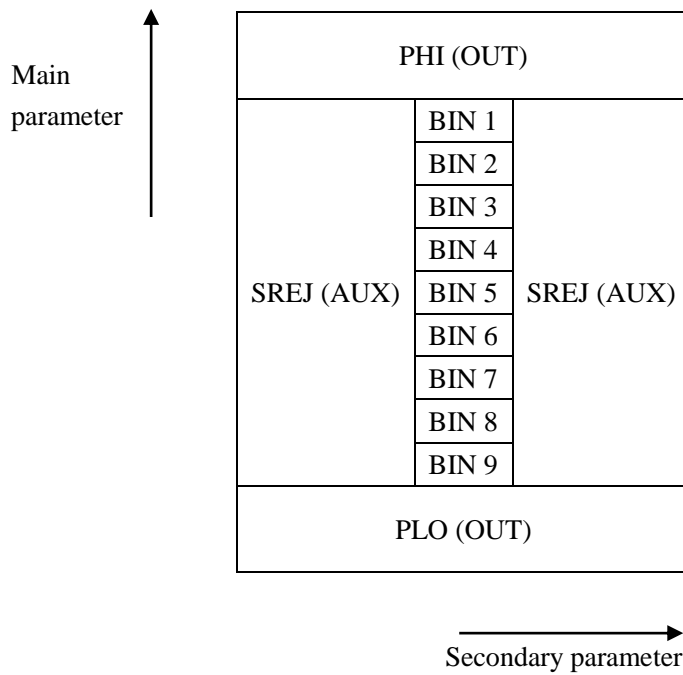 Main
parameter
PHI (OUT)
BIN 1
BIN 2
BIN 3
BIN 4
SREJ (AUX)
BIN 5
SREJ (AUX)
BIN 6
BIN 7
BIN 8
BIN 9
PLO (OUT)
Secondary parameter